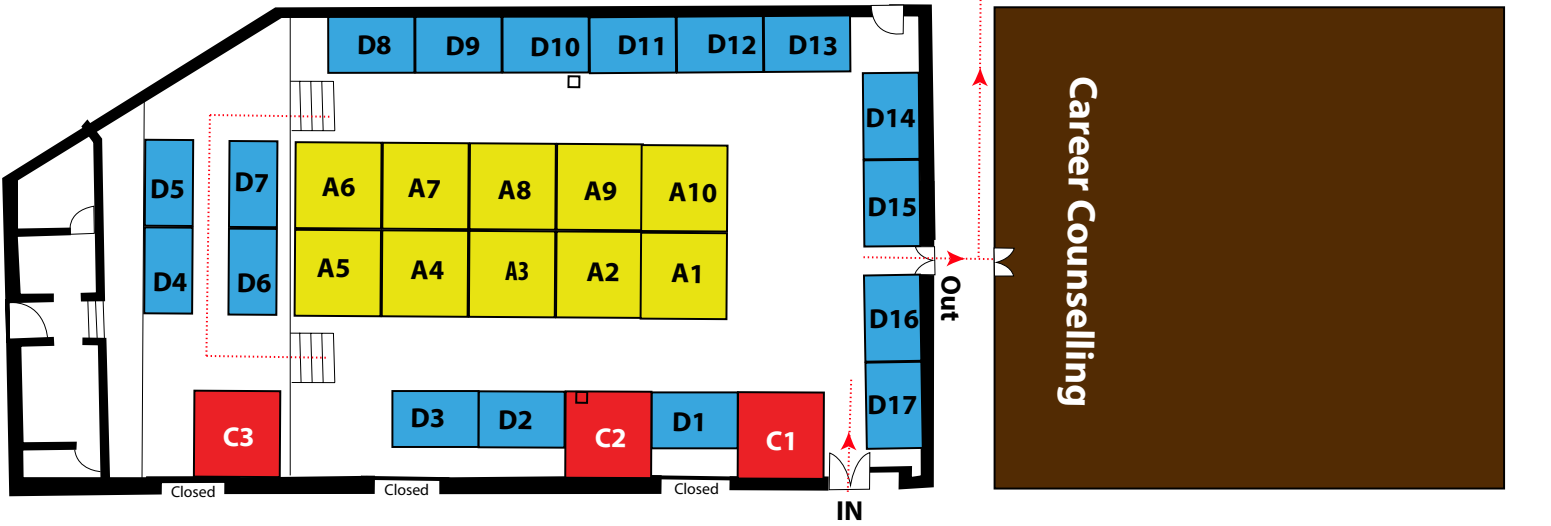 D8 D9 D10 D11 D12 D13
D14
D15
D5 D7 A6 A7 A8 A9 A10
D4 D6 A5 A4 A3 A2 A1
Out
D16
D17
C3 D3 D2 C2 D1 C1
Closed Closed Closed
IN
Career Counselling